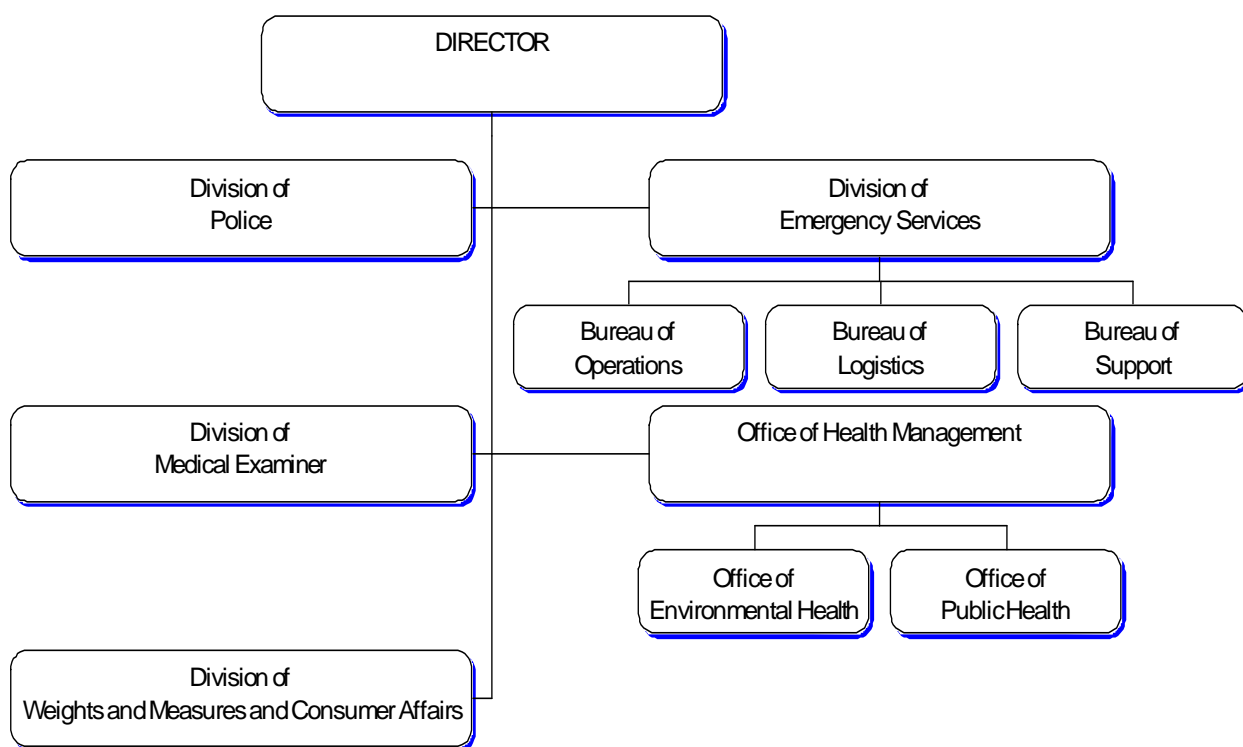 DIRECTOR
Division of
Police
Division of
Emergency Services
Bureau of
Operations
Bureau of
Logistics
Bureau of
Support
Division of
Medical Examiner
Office of Health Management
Office of
Environmental Health
Office of
Public Health
Division of
Weights and Measures and Consumer Affairs